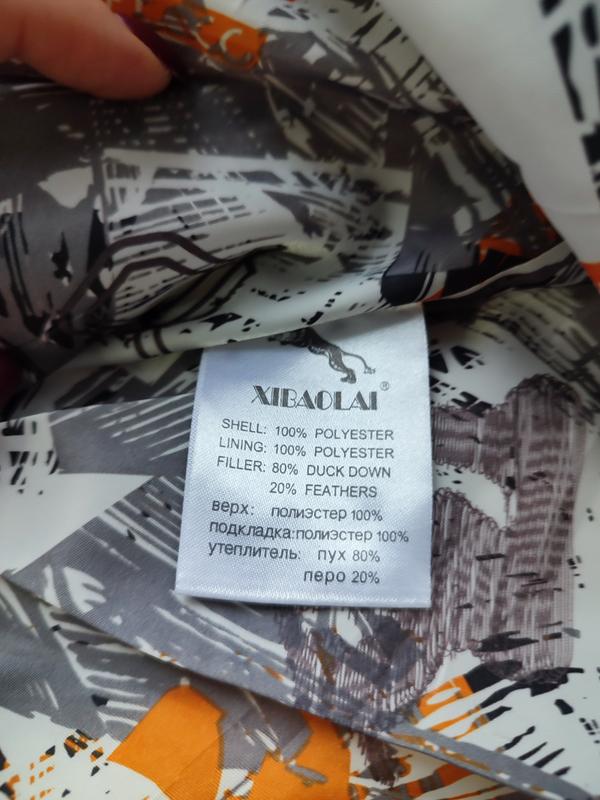 XIBAOLAI®
SHELL: 100% POLYESTER
LINING: 100% POLYESTER
FILLER: 80% DUCK DOWN
20% FEATHERS
верх: полиэстер 100%
подкладка:полиэстер 100%
утеплитель: пух 80%
перо 20%